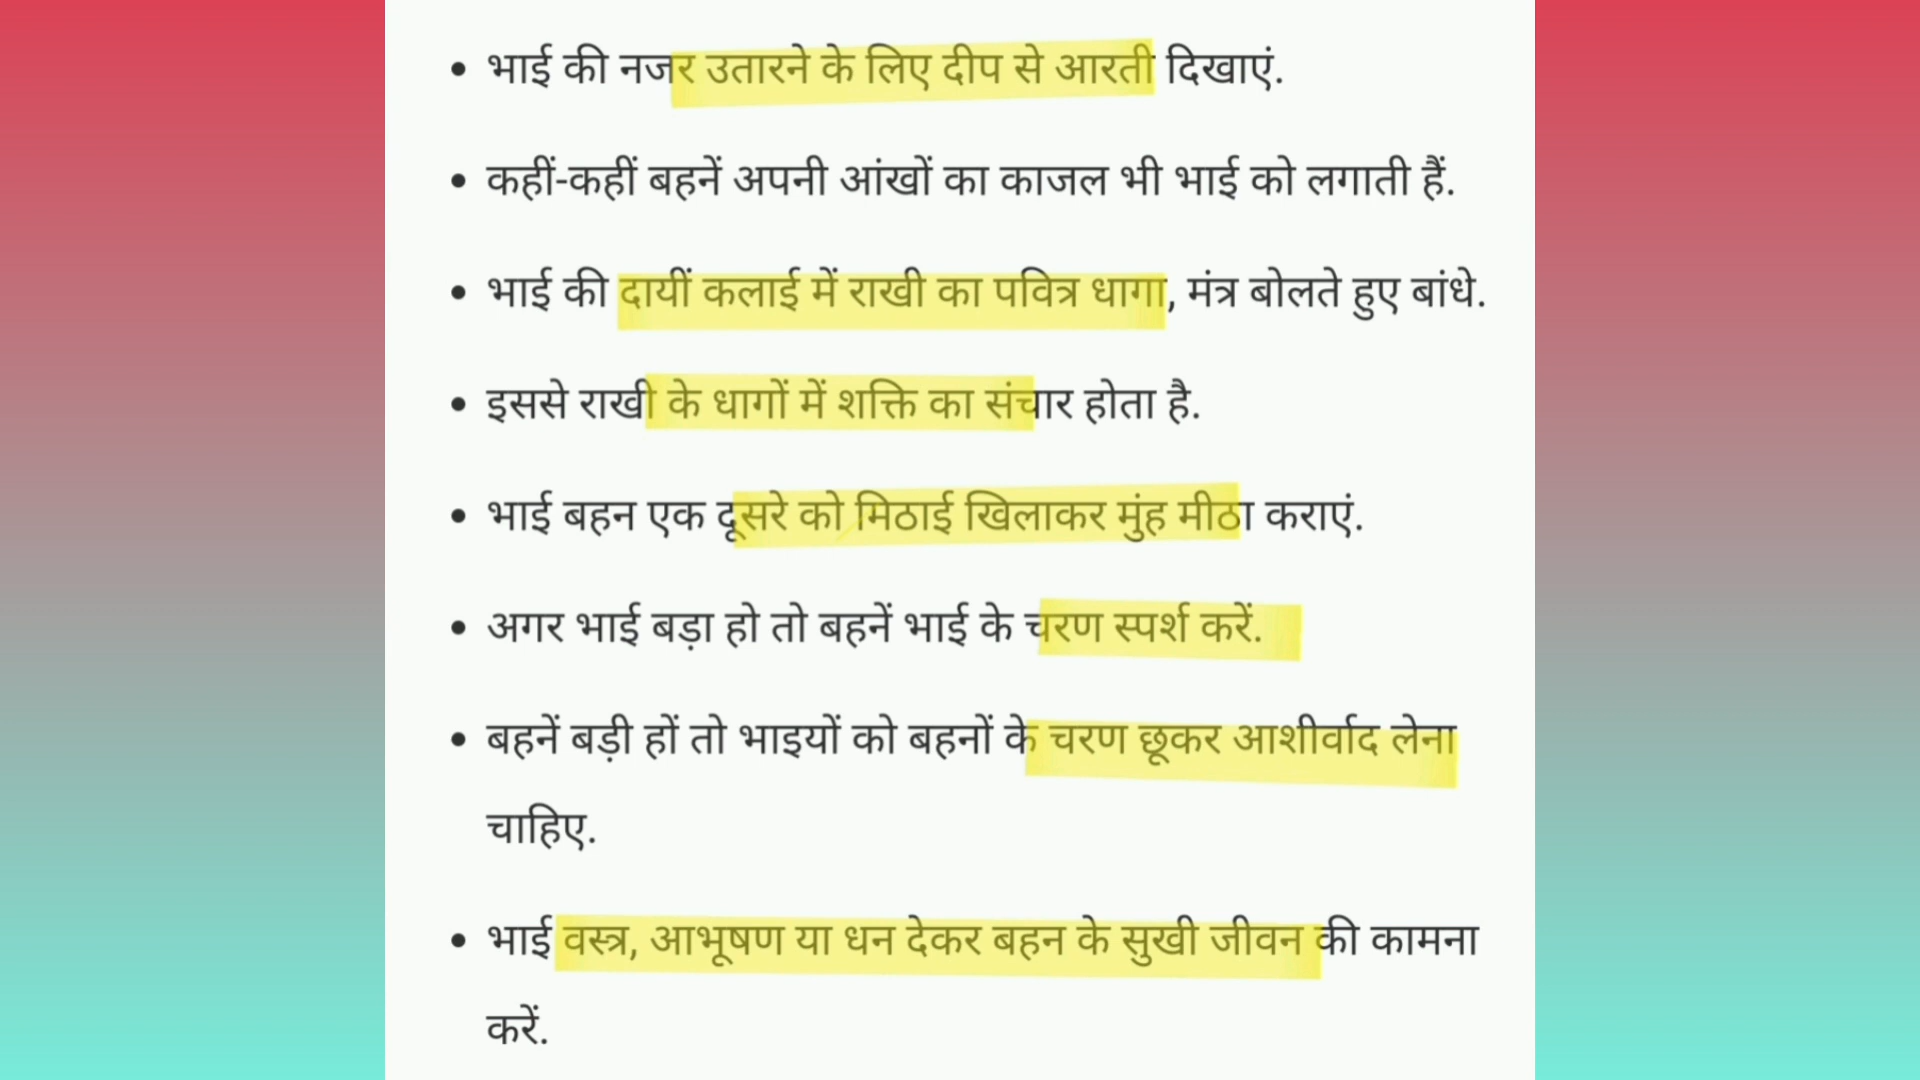 • भाई की नजर उतारने के लिए दीप से आरती दिखाएं.
• कहीं-कहीं बहनें अपनी आंखों का काजल भी भाई को लगाती हैं.
• भाई की दायीं कलाई में राखी का पवित्र धागा, मंत्र बोलते हुए बांधे.
• इससे राखी के धागों में शक्ति का संचार होता है.
• भाई बहन एक दूसरे को मिठाई खिलाकर मुंह मीठा कराएं.
• अगर भाई बड़ा हो तो बहनें भाई के चरण स्पर्श करें.
• बहनें बड़ी हों तो भाइयों को बहनों के चरण छूकर आशीर्वाद लेना
चाहिए.
• भाई वस्त्र, आभूषण या धन देकर बहन के सुखी जीवन की कामना
करें.